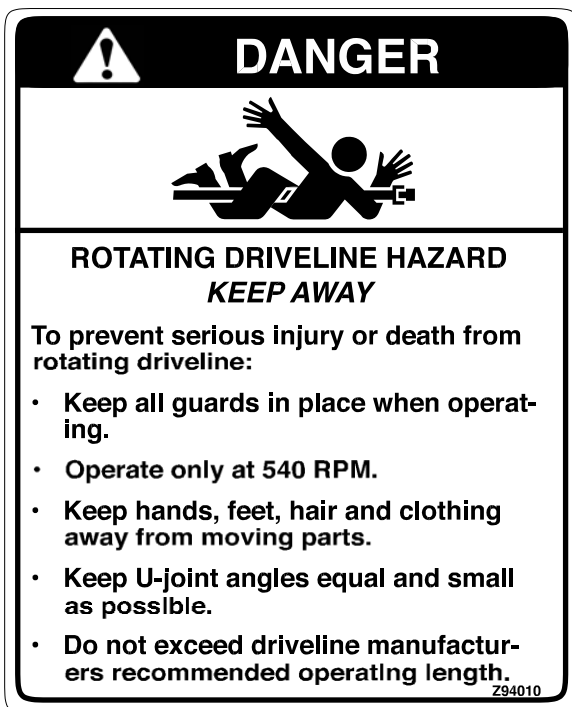 DANGER
ROTATING DRIVELINE HAZARD
KEEP AWAY
To prevent serious injury or death from
rotating driveline:
• Keep all guards in place when operat-
ing.
• Operate only at 540 RPM.
• Keep hands, feet, hair and clothing
away from moving parts.
• Keep U-joint angles equal and small
as possible.
• Do not exceed driveline manufactur-
ers recommended operating length.
Z94010